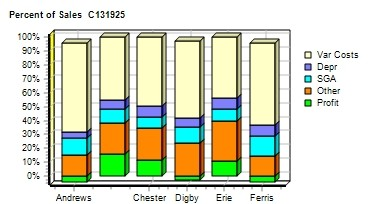 Percent of Sales C131925
100%
90%
80%
70%
60%
50%
40%
30%
20%
10%
0%
Var Costs
Depr
SGA
Other
Profit
Andrews
Chester
Digby
Erie
Ferris